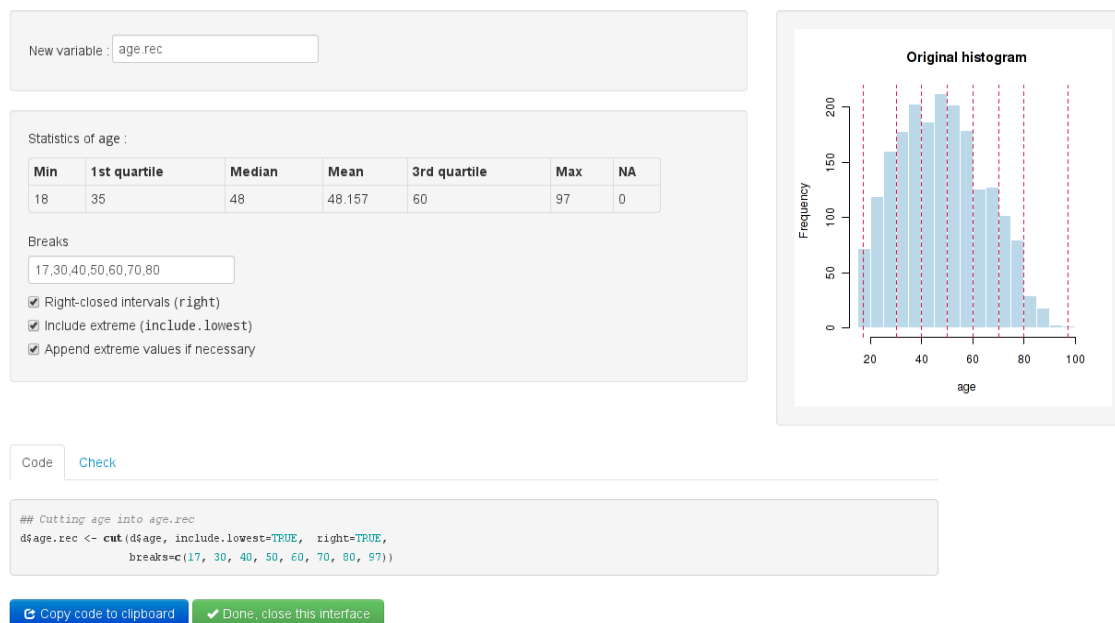 New variable : age.rec
Statistics of age :
Min 1st quartile Median Mean 3rd quartile Max NA
18 35 48 48.157 60 97 0
Breaks
17,30,40,50,60,70,80
Right-closed intervals (right)
Include extreme (include.lowest)
Append extreme values if necessary
Original histogram
200
150
100
50
0
Frequency
20 40 60 80 100
age
Code Check
## Cutting age into age.rec
d$age.rec <- cut(d$age, include.lowest=TRUE, right=TRUE,
breaks=c(17, 30, 40, 50, 60, 70, 80, 97))
Copy code to clipboard Done, close this interface